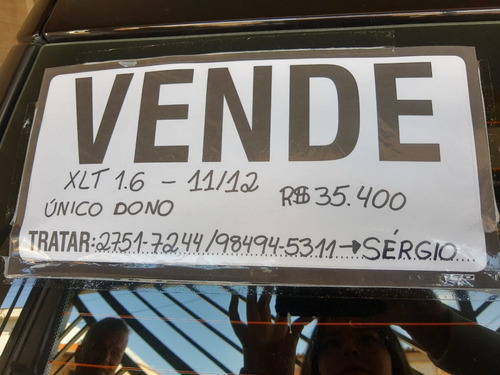 VENDE
XLT 1.6 - 11/12 R$ 35.400
ÚNICO DONO
TRATAR: 2751-7244/98494-5311→SÉRGIO